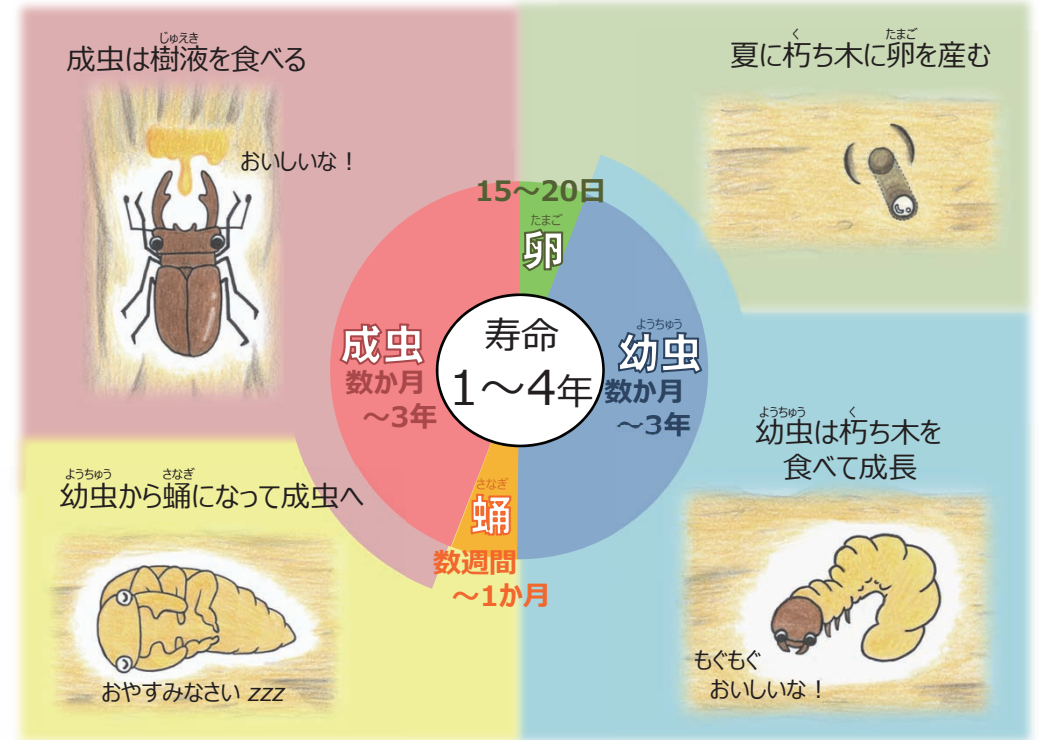 じゅえき
成虫は樹液を食べる
おいしいな！
く たまご
夏に朽ち木に卵を産む
15～20日
たまご
卵
ようちゅう
幼虫
数か月
～3年
寿命
1～4年
成虫
数か月
～3年
さなぎ
蛹
数週間
～1か月
ようちゅう く
幼虫は朽ち木を
食べて成長
もぐもぐ
おいしいな！
ようちゅう さなぎ
幼虫から蛹になって成虫へ
おやすみなさい zzz